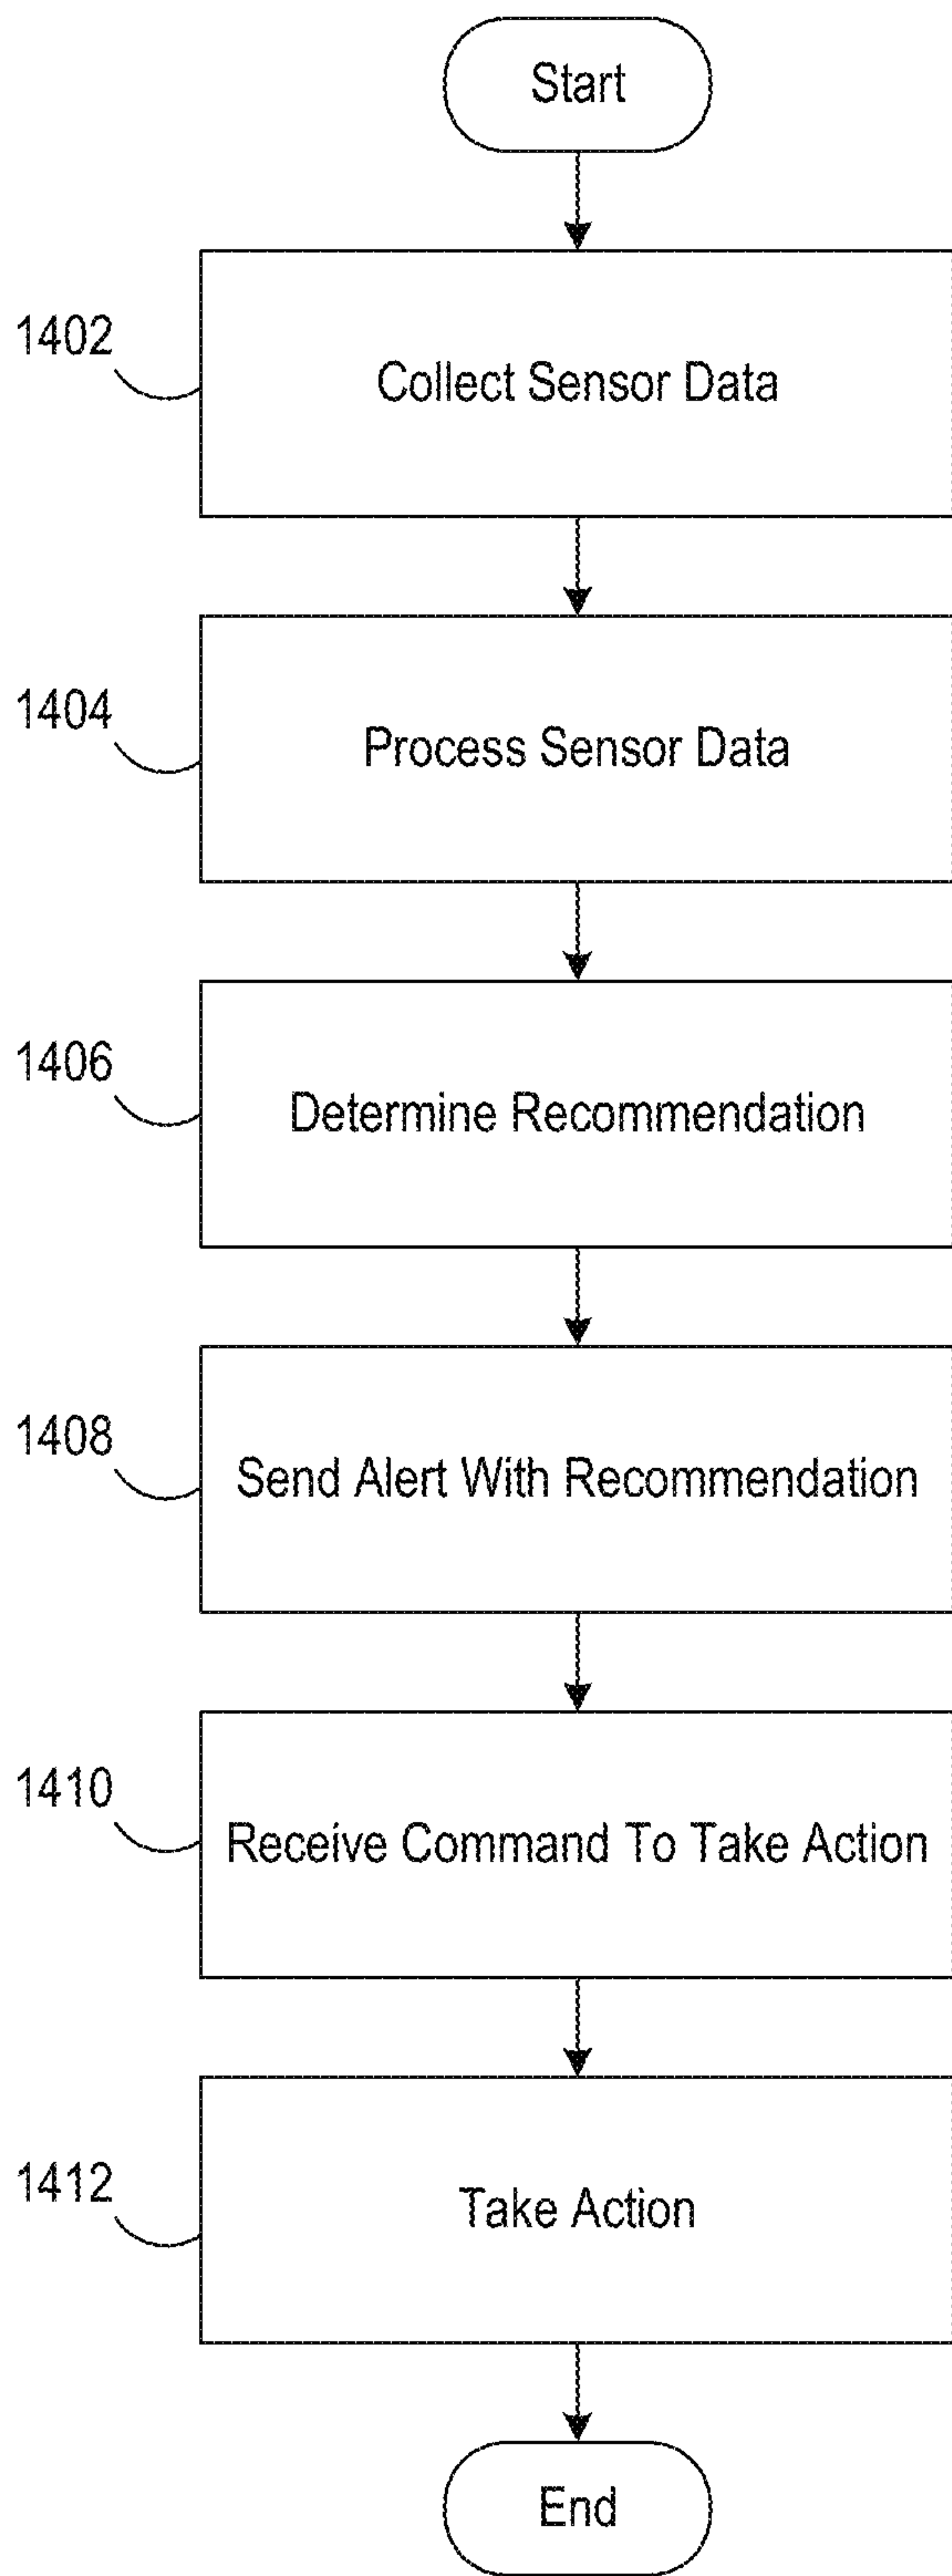 Start
1402
Collect Sensor Data
1404
Process Sensor Data
1406
Determine Recommendation
1408
Send Alert With Recommendation
1410
Receive Command To Take Action
1412
Take Action
End